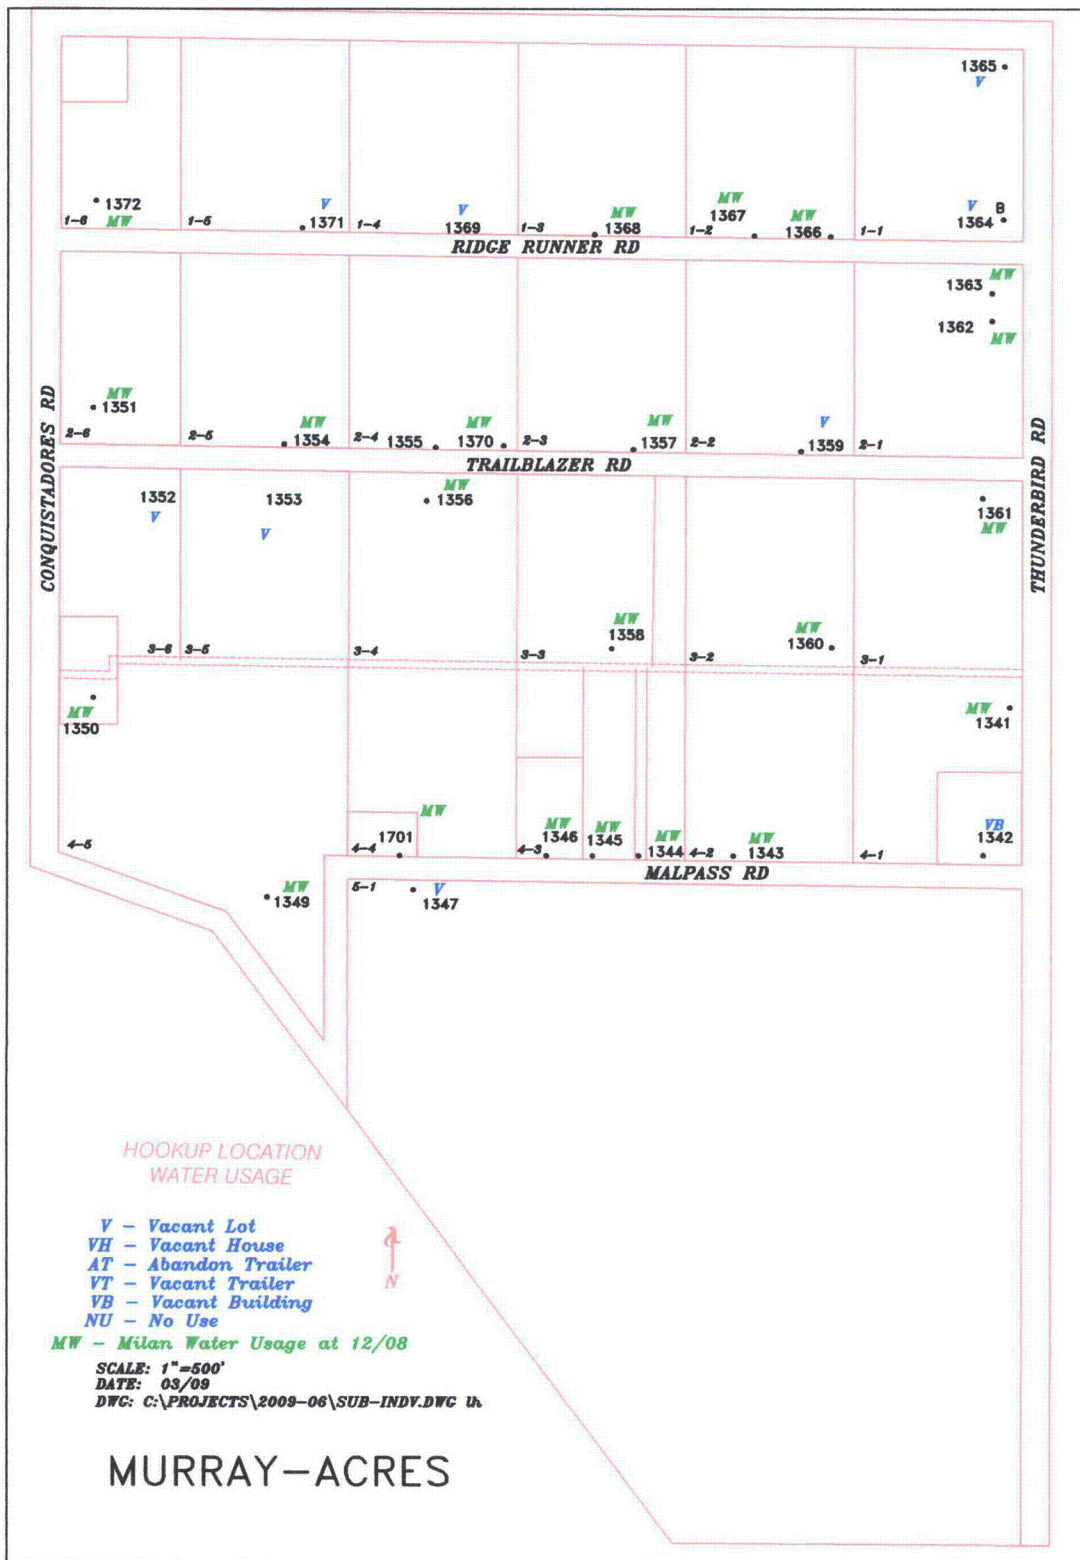 1365
V
1372
1-6
MW
1-5
V
1371
1-4
V
1369
1-3
MW
1368
MW
1367
1-2
MW
1366
1-1
V
B
1364
RIDGE RUNNER RD
MW
1363
1362
MW
CONQUISTADORES RD
THUNDERBIRD RD
MW
1351
2-6
2-5
MW
1354
2-4
1355
MW
1370
2-3
MW
1357
2-2
V
1359
2-1
TRAILBLAZER RD
1352
V
1353
V
MW
1356
1361
MW
MW
1358
MW
1360
3-6
3-5
3-4
3-3
3-2
3-1
MW
1350
MW
1341
MW
1701
4-5
4-4
4-3
MW
1346
MW
1345
MW
1344
4-2
MW
1343
4-1
VB
1342
MALPASS RD
MW
1349
5-1
V
1347
HOOKUP LOCATION
WATER USAGE
V - Vacant Lot
VH - Vacant House
AT - Abandon Trailer
VT - Vacant Trailer
VB - Vacant Building
NU - No Use
MW - Milan Water Usage at 12/08
N
SCALE: 1"=500'
DATE: 03/09
DWG: C:\PROJECTS\2009-06\SUB-INDV.DWG
MURRAY-ACRES